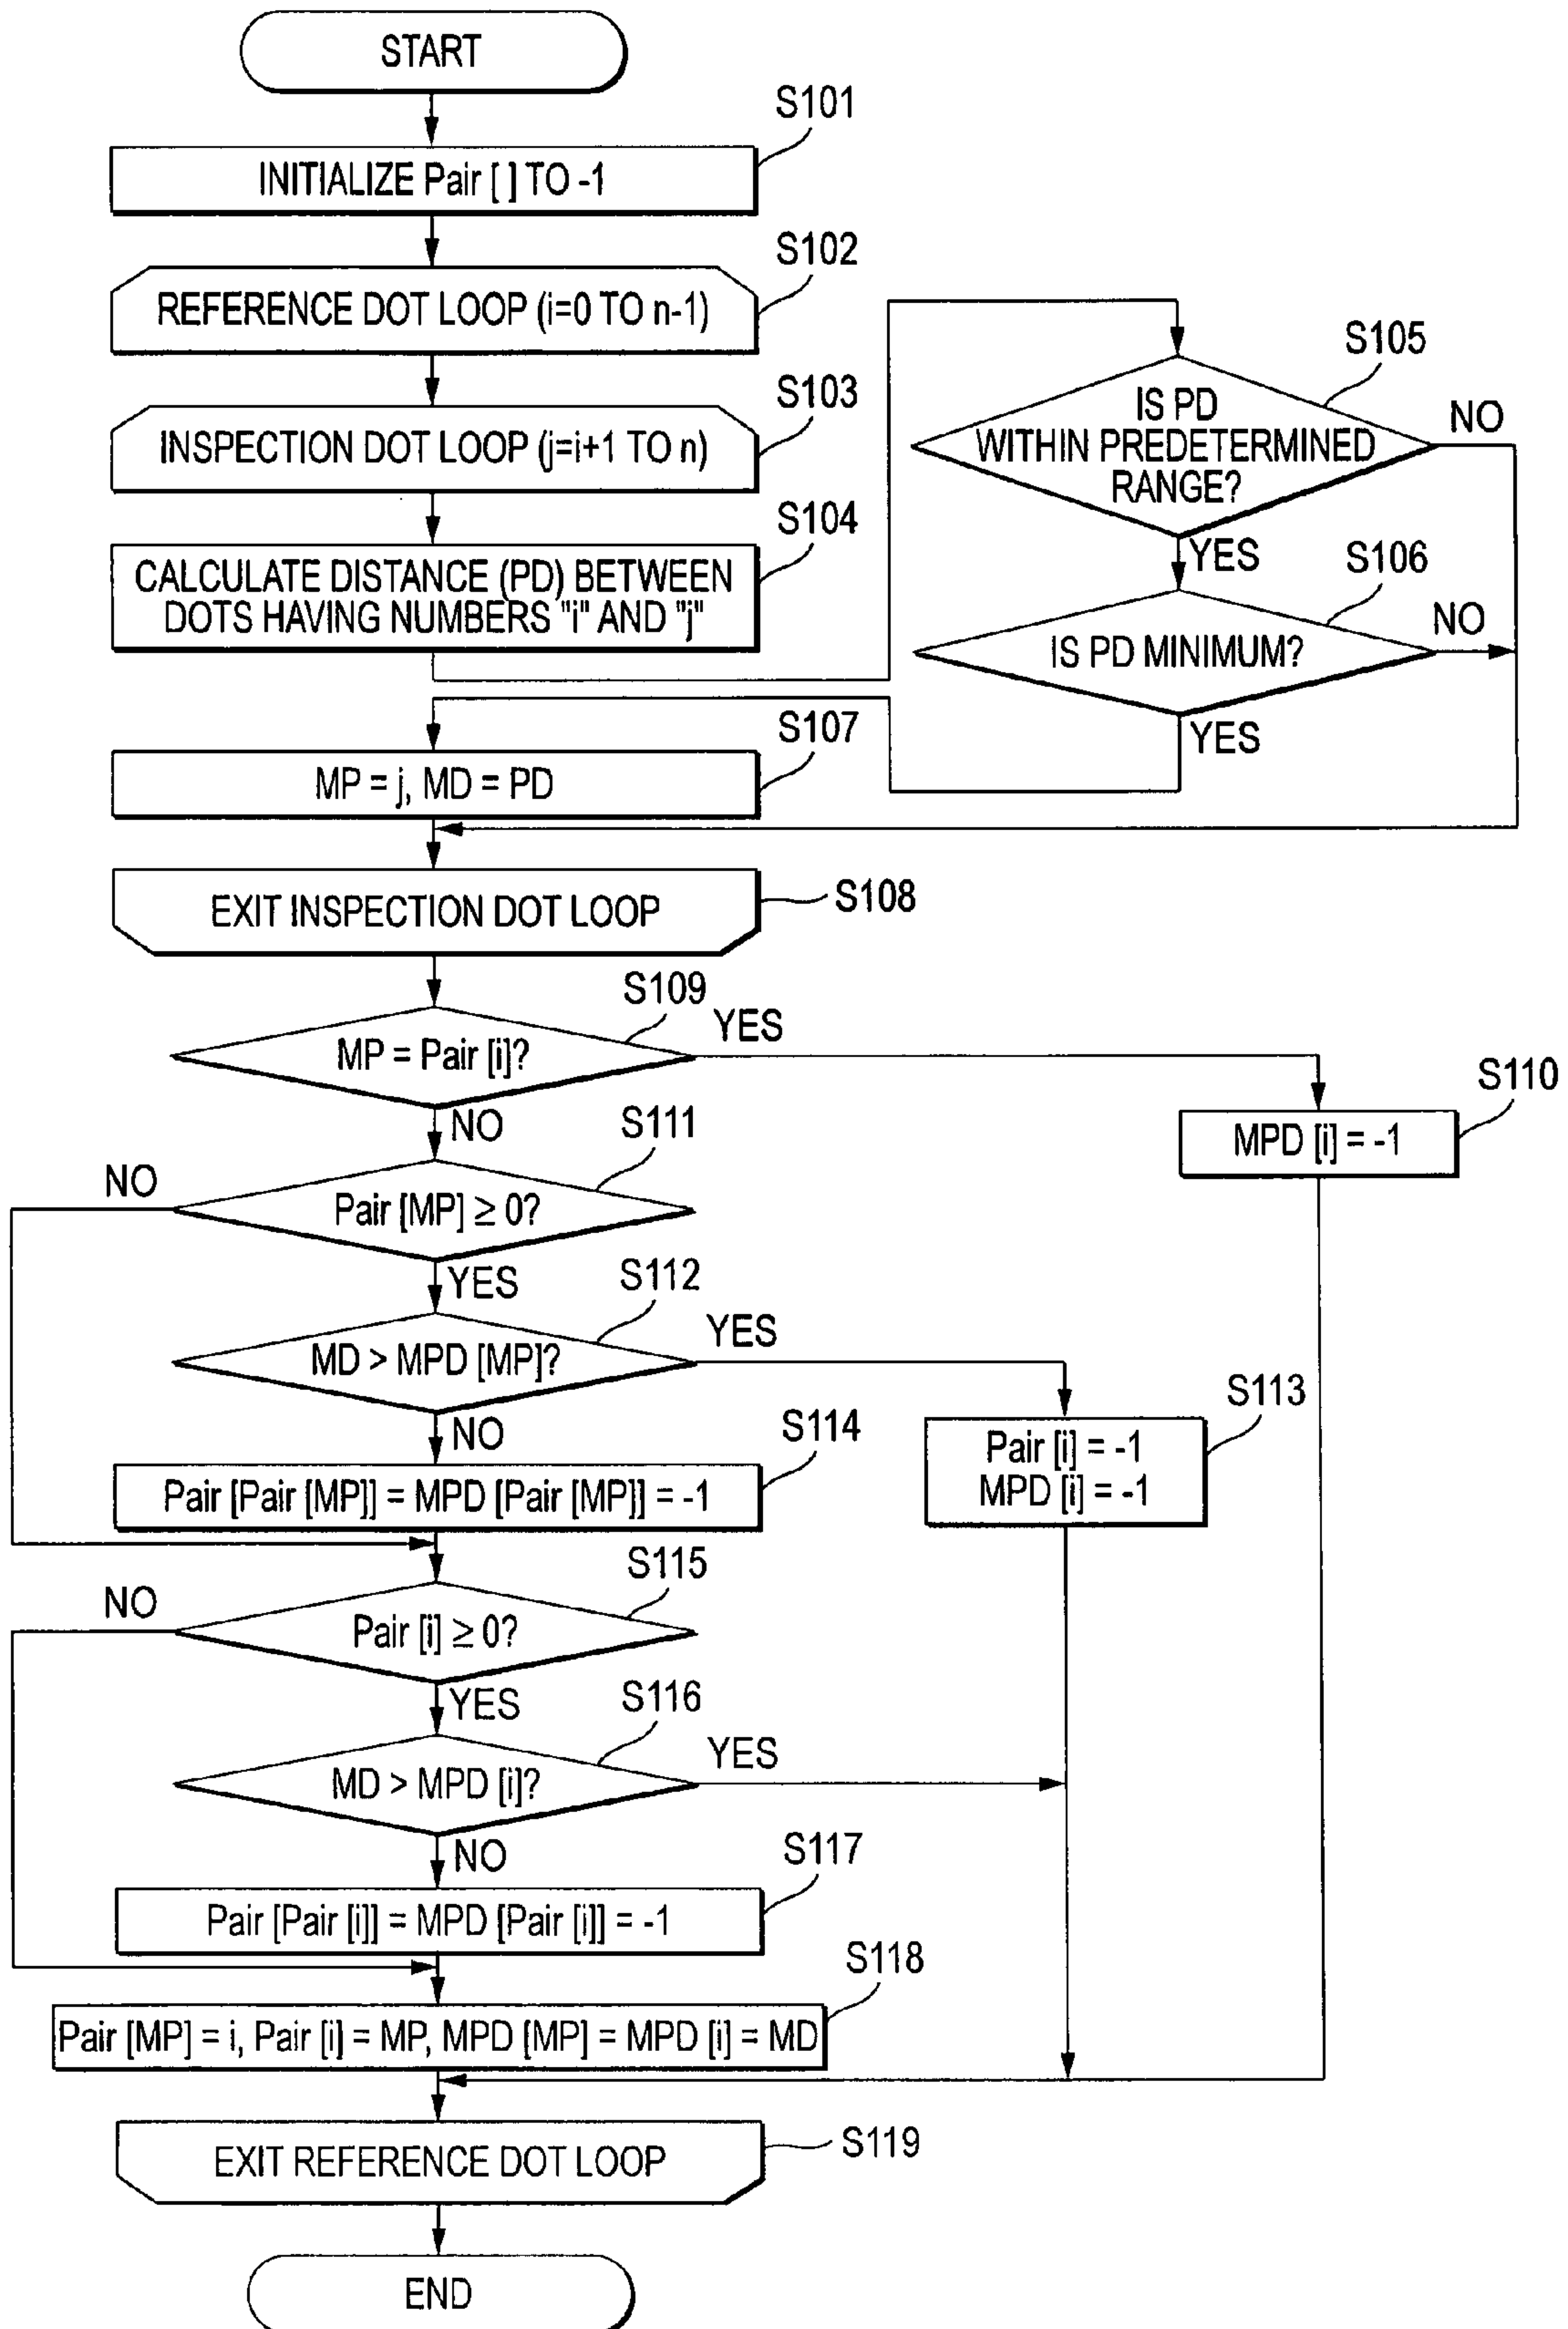 START
S101
INITIALIZE Pair [ ] TO -1
S102
REFERENCE DOT LOOP (i=0 TO n-1)
S103
INSPECTION DOT LOOP (j=i+1 TO n)
S104
CALCULATE DISTANCE (PD) BETWEEN
DOTS HAVING NUMBERS "i" AND "j"
S105
IS PD
WITHIN PREDETERMINED
RANGE?
NO
YES
S106
IS PD MINIMUM?
NO
YES
S107
MP = j, MD = PD
EXIT INSPECTION DOT LOOP
S108
S109
MP = Pair [i]?
YES
NO
S110
MPD [i] = -1
S111
Pair [MP] ≥ 0?
NO
YES
S112
MD > MPD [MP]?
YES
NO
S113
Pair [i] = -1
MPD [i] = -1
S114
Pair [Pair [MP]] = MPD [Pair [MP]] = -1
S115
Pair [i] ≥ 0?
NO
YES
S116
MD > MPD [i]?
YES
NO
S117
Pair [Pair [i]] = MPD [Pair [i]] = -1
S118
Pair [MP] = i, Pair [i] = MP, MPD [MP] = MPD [i] = MD
EXIT REFERENCE DOT LOOP
S119
END